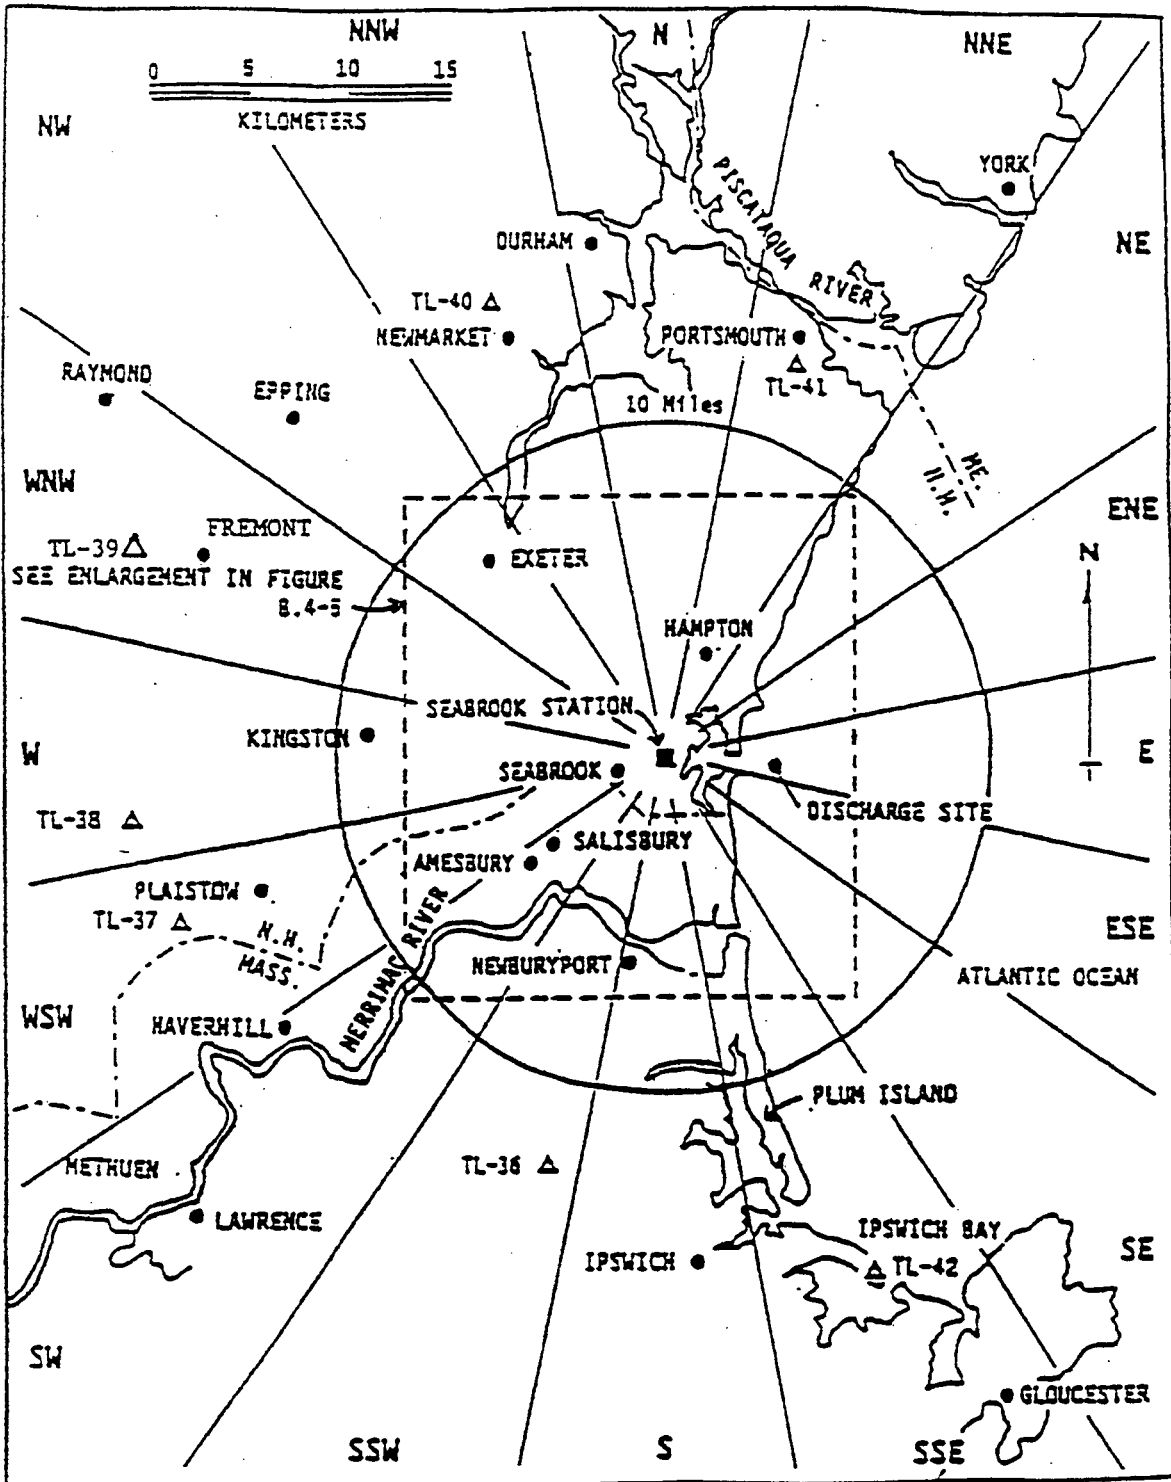 NNW
N
NNE
0 5 10 15
KILOMETERS
NW
YORK
PISCATAQUA
RIVER
DURHAM
NE
TL-40
NEWMARKET
PORTSMOUTH
TL-41
RAYMOND
EPPING
10 Miles
ME.
N.H.
WNW
ENE
FREMONT
TL-39
SEE ENLARGEMENT IN FIGURE
8.4-5
EXETER
N
HAMPTON
SEABROOK STATION
KINGSTON
W
E
SEABROOK
TL-38
DISCHARGE SITE
SALISBURY
AMESBURY
PLAISTOW
TL-37
N.H.
MASS.
MERRIMAC RIVER
ESE
NEWBURYPORT
ATLANTIC OCEAN
WSW
HAVERHILL
PLUM ISLAND
METHUEN
TL-36
LAWRENCE
IPSWICH BAY
SE
IPSWICH
TL-42
SW
GLOUCESTER
SSW
S
SSE